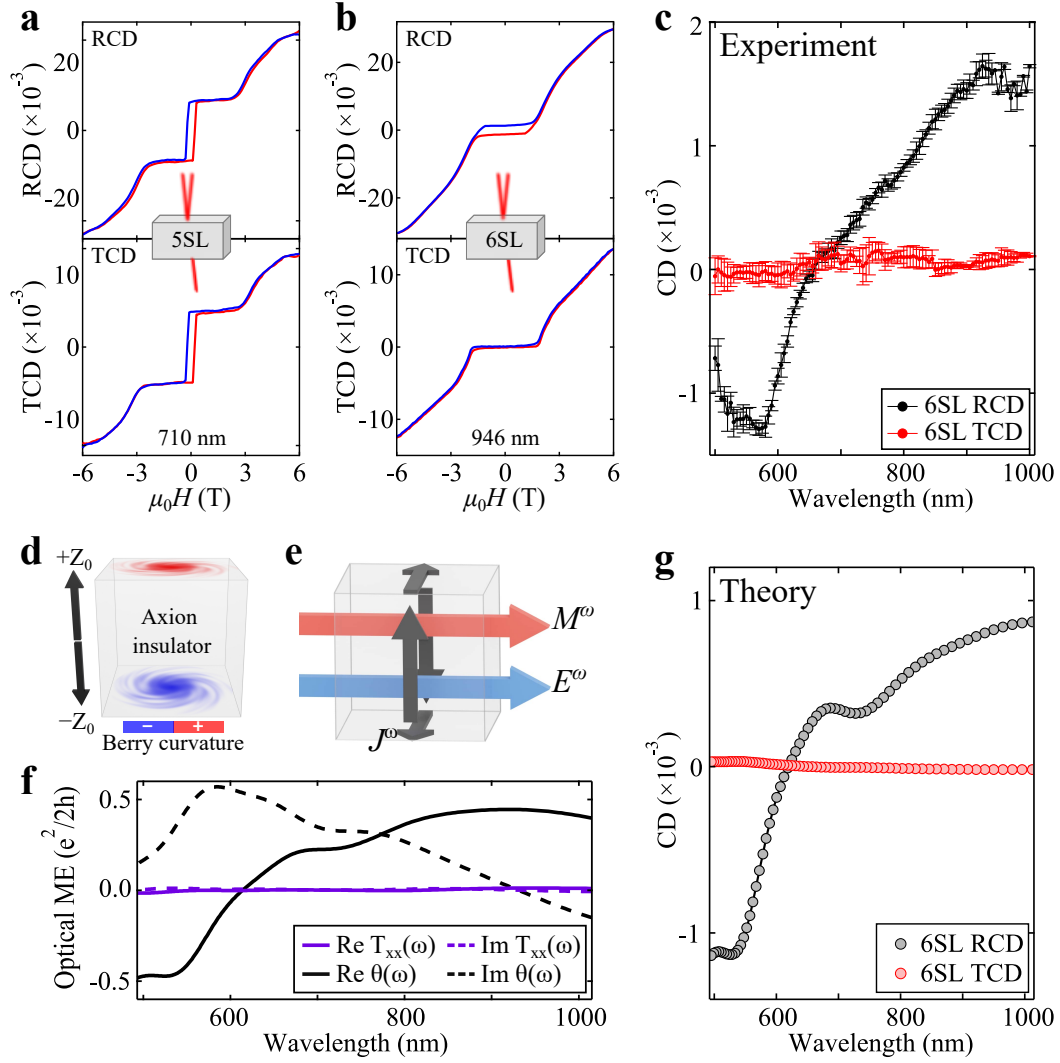 a
RCD
20
0
-20
RCD (×10⁻³)
5SL
TCD
10
0
-10
TCD (×10⁻³)
710 nm
-6 -3 0 3 6
μ₀H (T)
b
RCD
20
0
-20
RCD (×10⁻³)
6SL
TCD
10
0
-10
TCD (×10⁻³)
946 nm
-6 -3 0 3 6
μ₀H (T)
c
Experiment
2
1
0
-1
CD (×10⁻³)
6SL RCD
6SL TCD
600 800 1000
Wavelength (nm)
d
+Z₀
Axion
insulator
−Z₀
− +
Berry curvature
e
M^ω
E^ω
J^ω
f
0.5
0.0
-0.5
Optical ME (e²/2h)
Re Tₓₓ(ω) Im Tₓₓ(ω)
Re θ(ω) Im θ(ω)
600 800 1000
Wavelength (nm)
g
Theory
1
0
-1
CD (×10⁻³)
6SL RCD
6SL TCD
600 800 1000
Wavelength (nm)